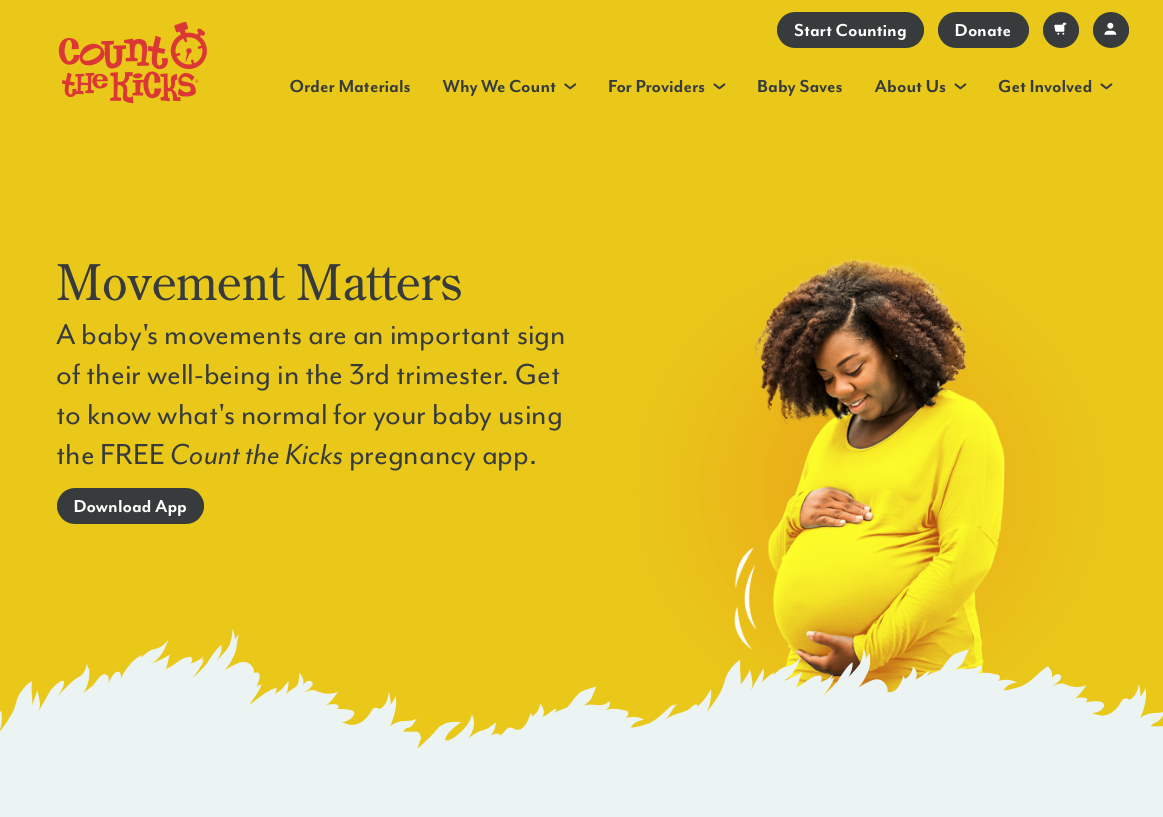 Start Counting
Donate
Count
the Kicks
Order Materials
Why We Count
For Providers
Baby Saves
About Us
Get Involved
Movement Matters
A baby's movements are an important sign
of their well-being in the 3rd trimester. Get
to know what's normal for your baby using
the FREE Count the Kicks pregnancy app.
Download App